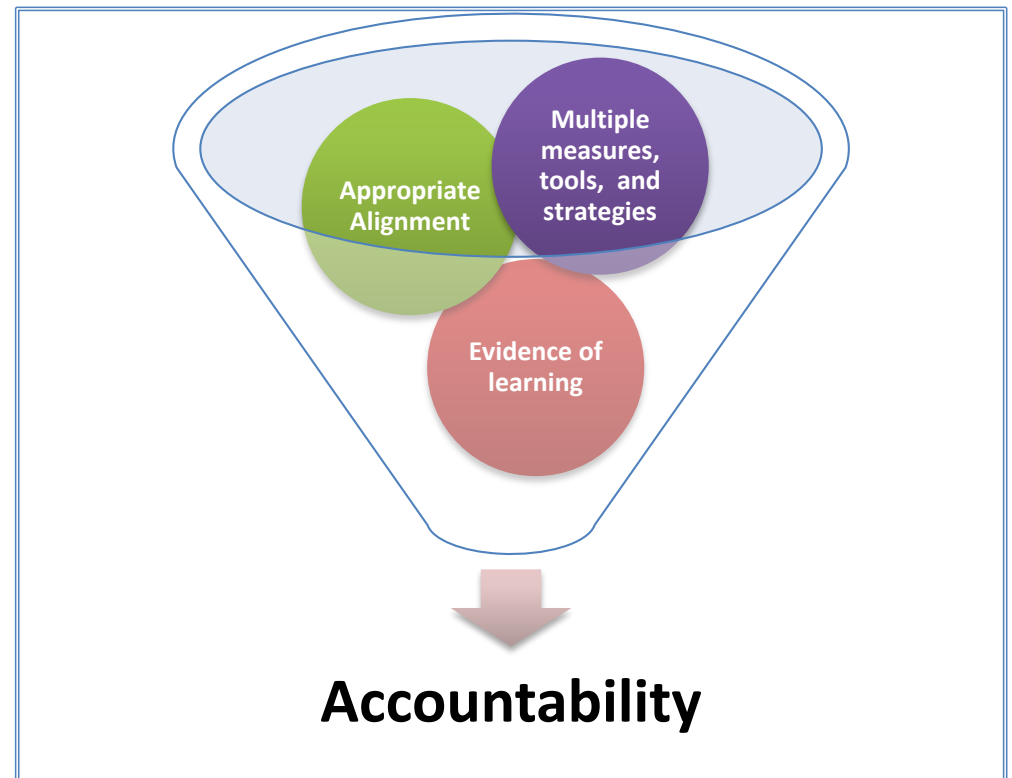 Appropriate
Alignment
Multiple
measures,
tools, and
strategies
Evidence of
learning
Accountability